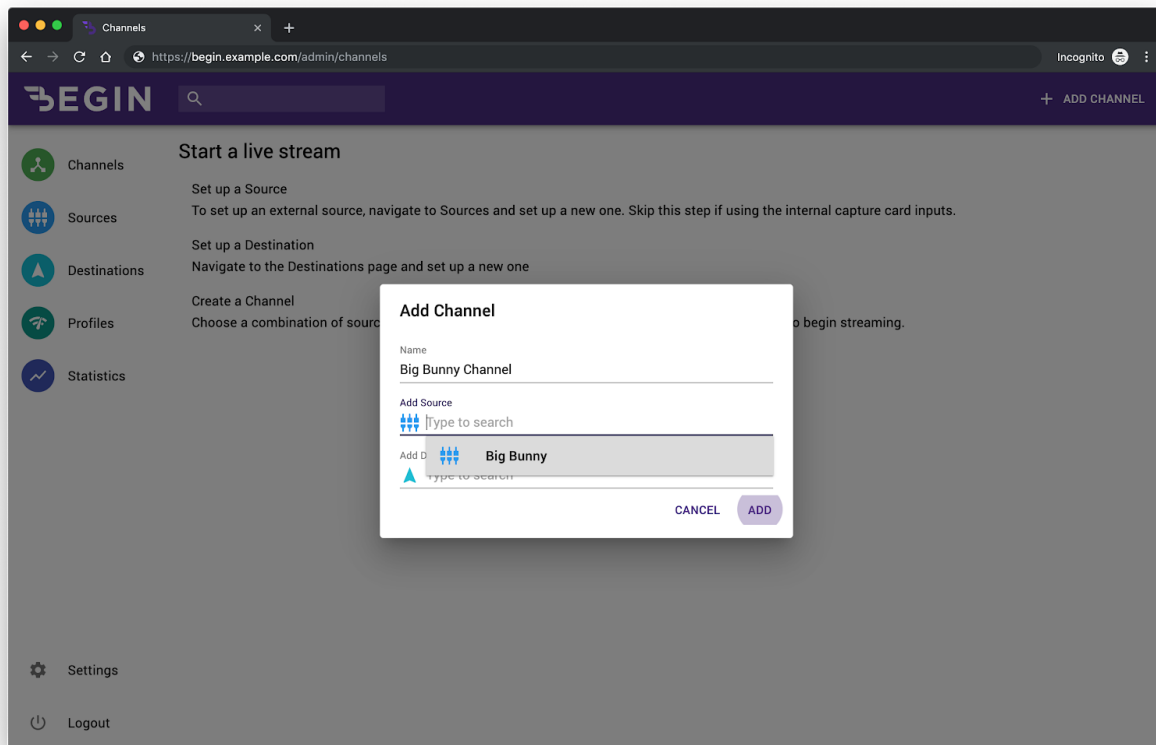 Channels
https://begin.example.com/admin/channels
Incognito
BEGIN
ADD CHANNEL
Channels
Sources
Destinations
Profiles
Statistics
Settings
Logout
Start a live stream
Set up a Source
To set up an external source, navigate to Sources and set up a new one. Skip this step if using the internal capture card inputs.
Set up a Destination
Navigate to the Destinations page and set up a new one
Create a Channel
Choose a combination of sourc
o begin streaming.
Add Channel
Name
Big Bunny Channel
Add Source
Type to search
Big Bunny
Add D
Type to search
CANCEL
ADD